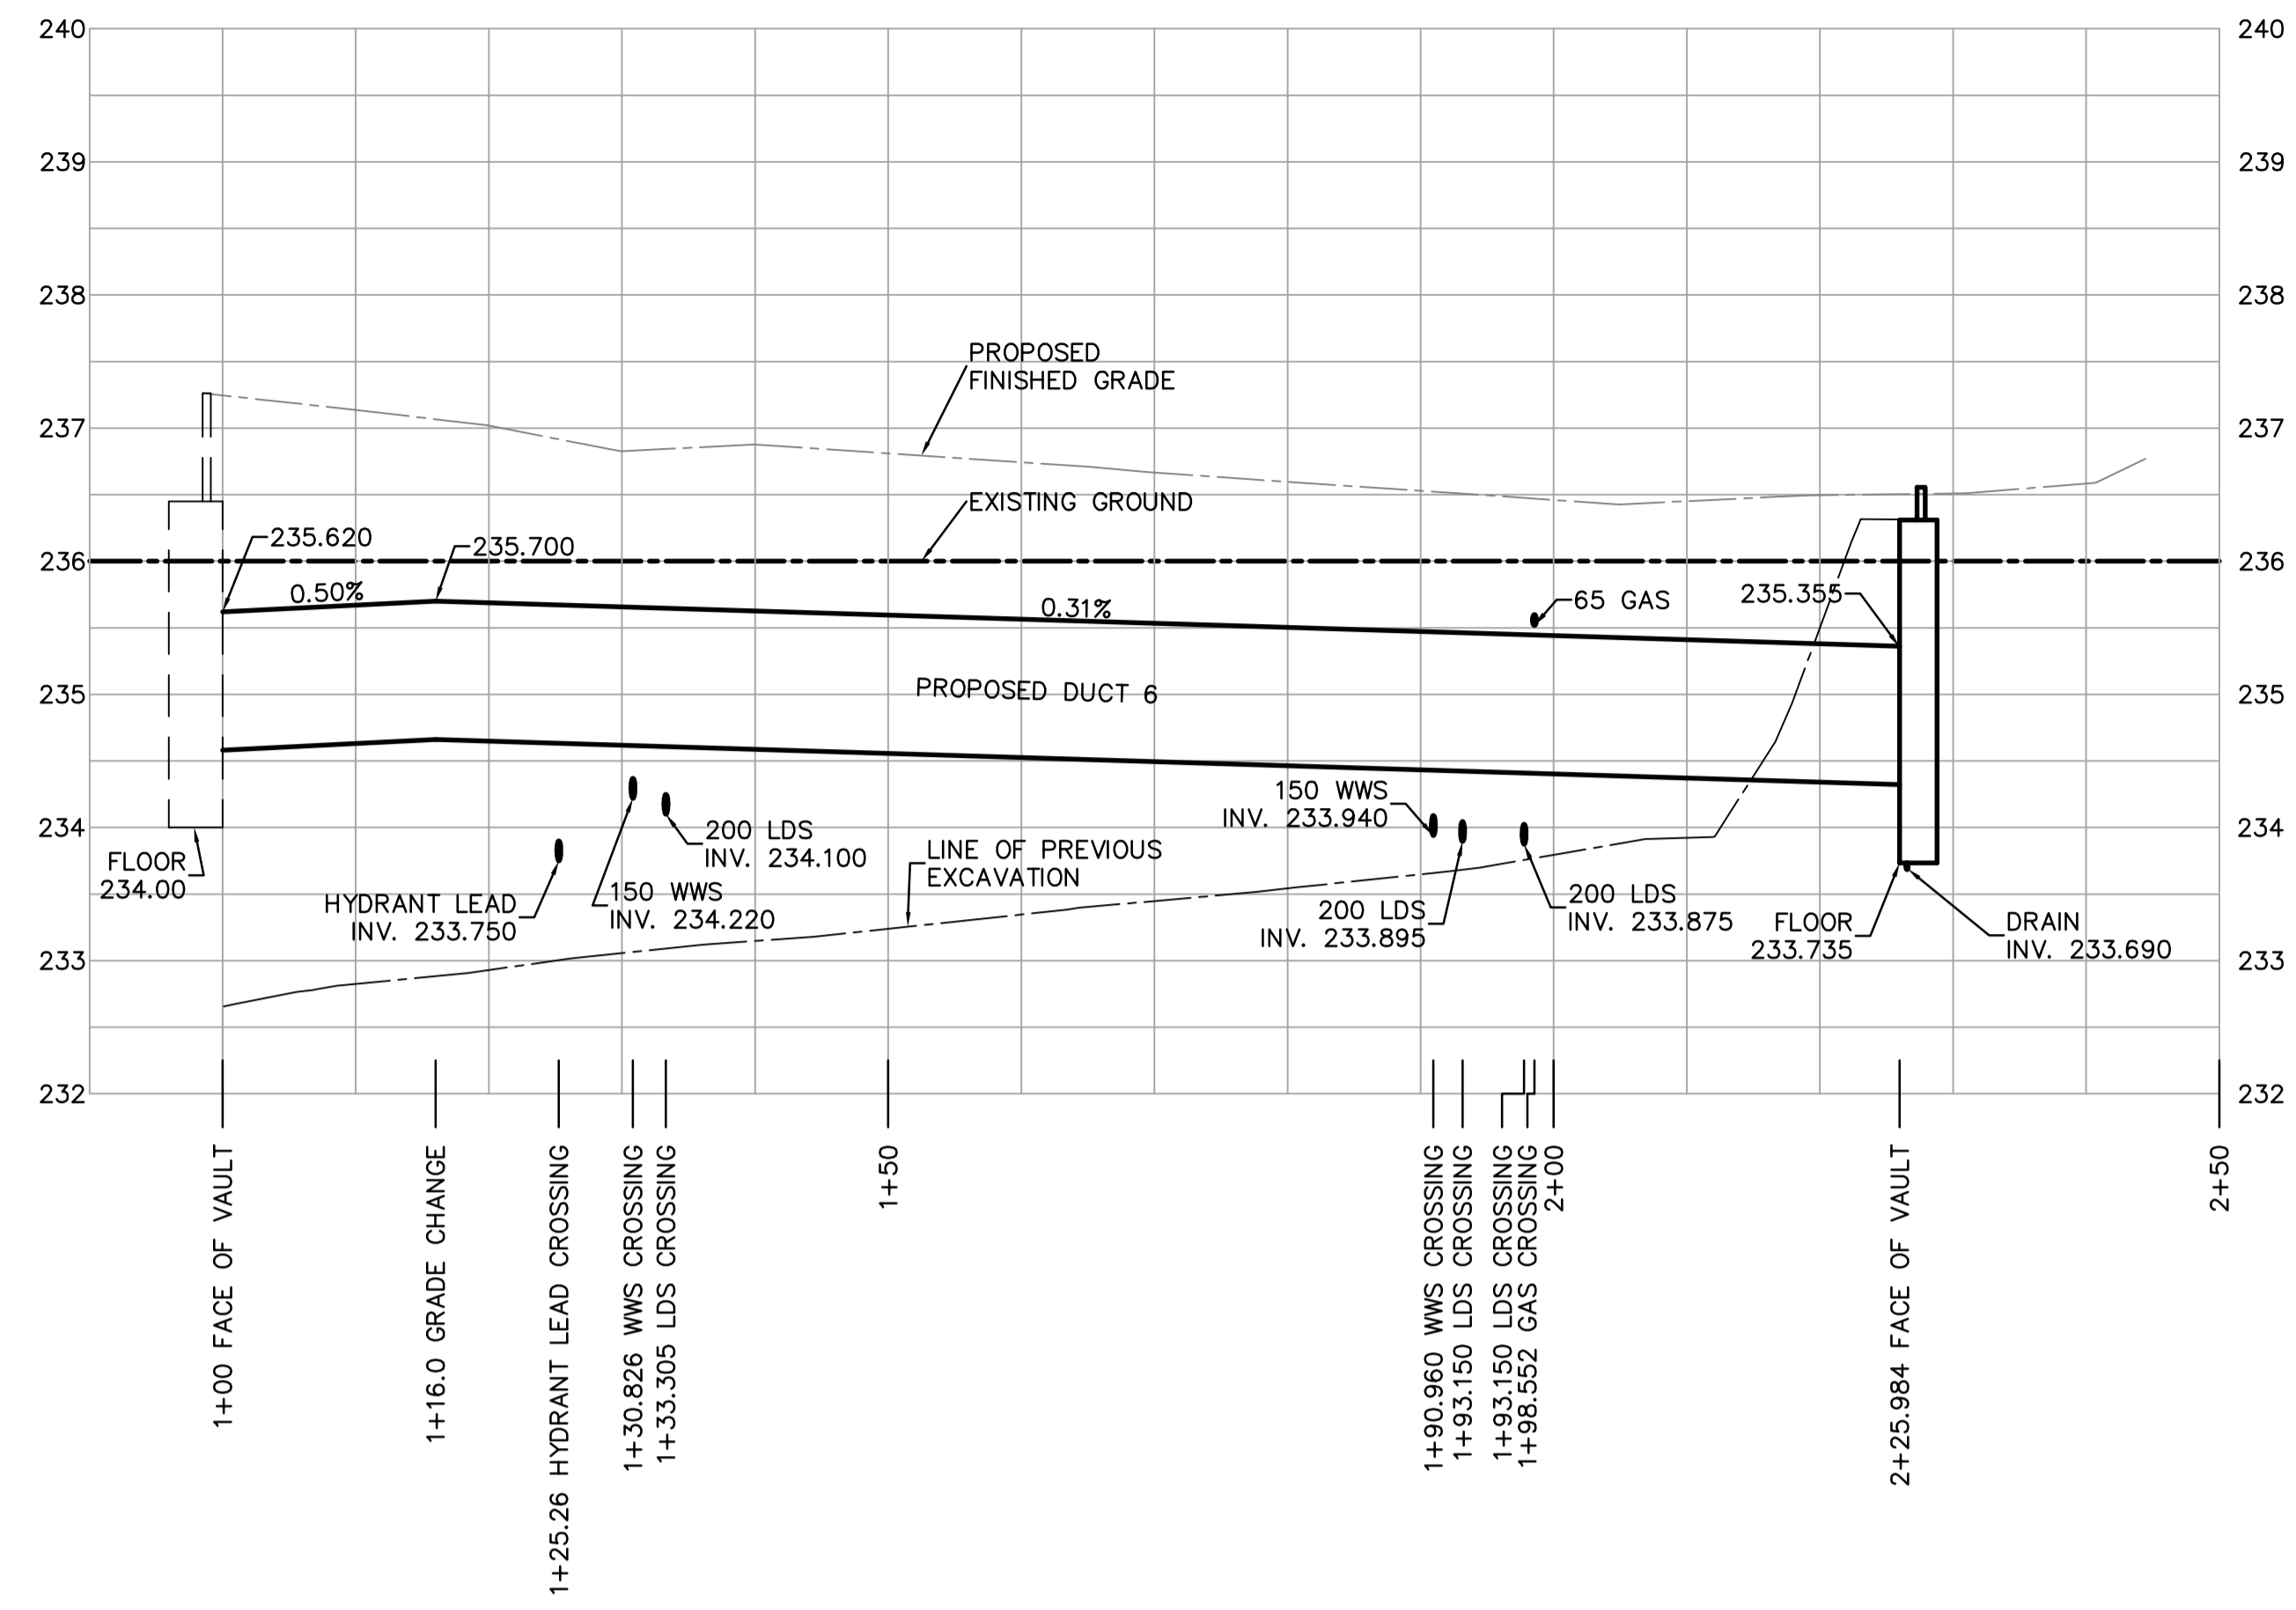 240
240
239
239
238
238
PROPOSED
FINISHED GRADE
237
237
EXISTING GROUND
235.620
235.700
236
236
0.50%
0.31%
65 GAS
235.355
235
PROPOSED DUCT 6
235
150 WWS
INV. 233.940
234
234
200 LDS
INV. 234.100
LINE OF PREVIOUS
EXCAVATION
FLOOR
234.00
HYDRANT LEAD
INV. 233.750
150 WWS
INV. 234.220
200 LDS
INV. 233.895
200 LDS
INV. 233.875
FLOOR
233.735
DRAIN
INV. 233.690
233
233
232
232
1+00 FACE OF VAULT
1+16.0 GRADE CHANGE
1+25.26 HYDRANT LEAD CROSSING
1+30.826 WWS CROSSING
1+33.305 LDS CROSSING
1+50
1+90.960 WWS CROSSING
1+93.150 LDS CROSSING
1+93.150 LDS CROSSING
1+98.552 GAS CROSSING
2+00
2+25.984 FACE OF VAULT
2+50